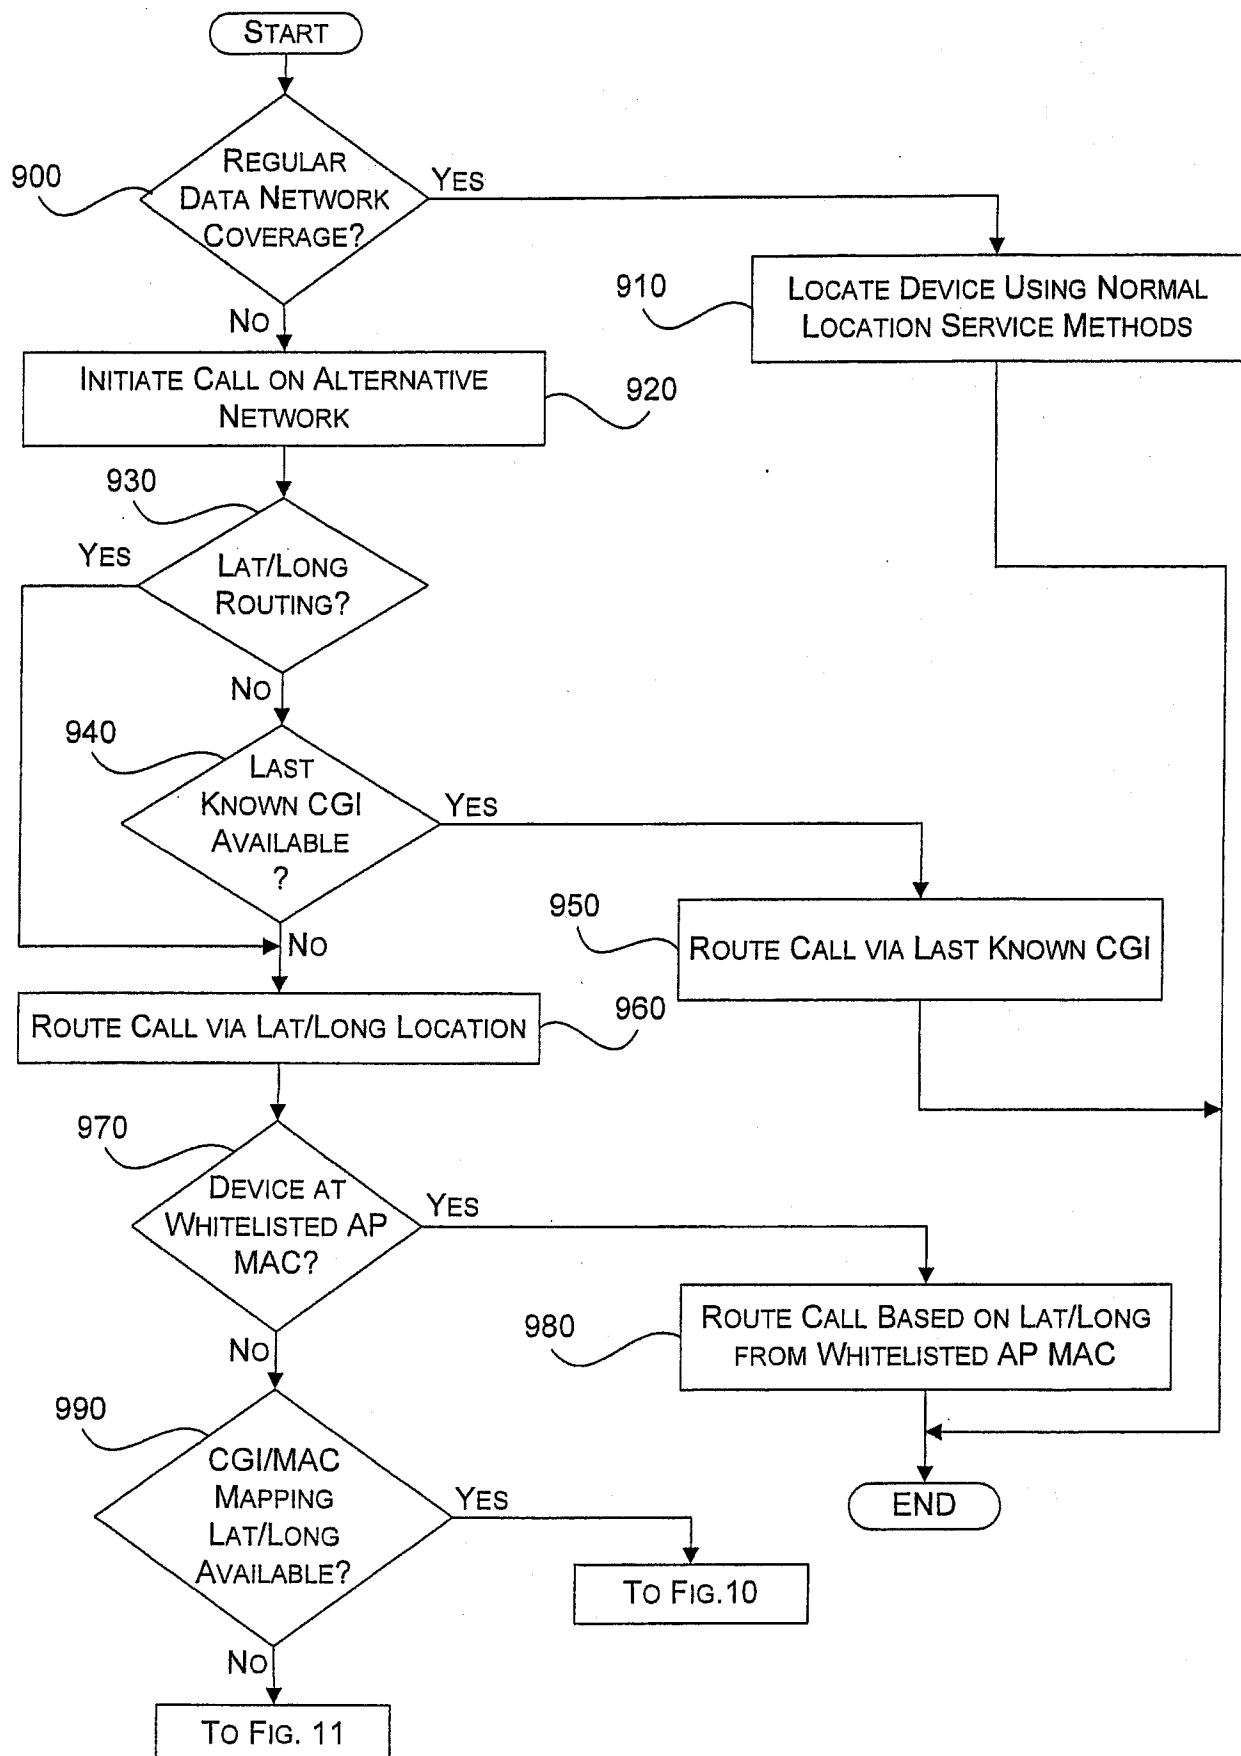 START
REGULAR
DATA NETWORK
COVERAGE?
900
YES
LOCATE DEVICE USING NORMAL
LOCATION SERVICE METHODS
910
NO
INITIATE CALL ON ALTERNATIVE
NETWORK
920
930
YES
LAT/LONG
ROUTING?
NO
940
LAST
KNOWN CGI
AVAILABLE
?
YES
950
ROUTE CALL VIA LAST KNOWN CGI
NO
ROUTE CALL VIA LAT/LONG LOCATION
960
970
DEVICE AT
WHITELISTED AP
MAC?
YES
980
ROUTE CALL BASED ON LAT/LONG
FROM WHITELISTED AP MAC
NO
990
CGI/MAC
MAPPING
LAT/LONG
AVAILABLE?
YES
END
TO FIG.10
NO
TO FIG. 11